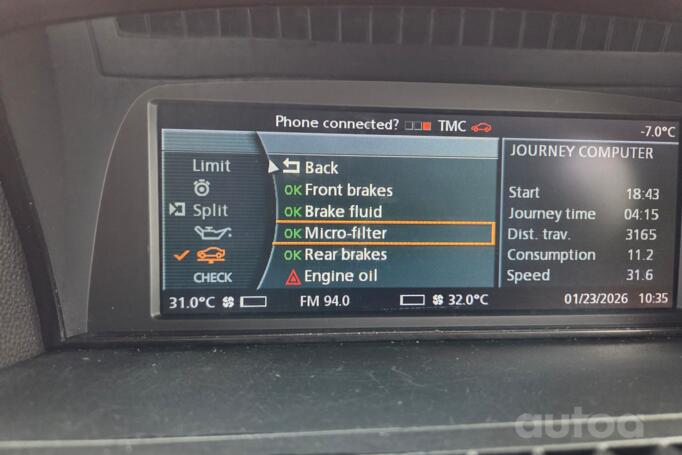 Phone connected? TMC -7.0°C
Limit
Split
CHECK
Back
OK Front brakes
OK Brake fluid
OK Micro-filter
OK Rear brakes
Engine oil
JOURNEY COMPUTER
Start 18:43
Journey time 04:15
Dist. trav. 3165
Consumption 11.2
Speed 31.6
31.0°C FM 94.0 32.0°C 01/23/2026 10:35
autoa